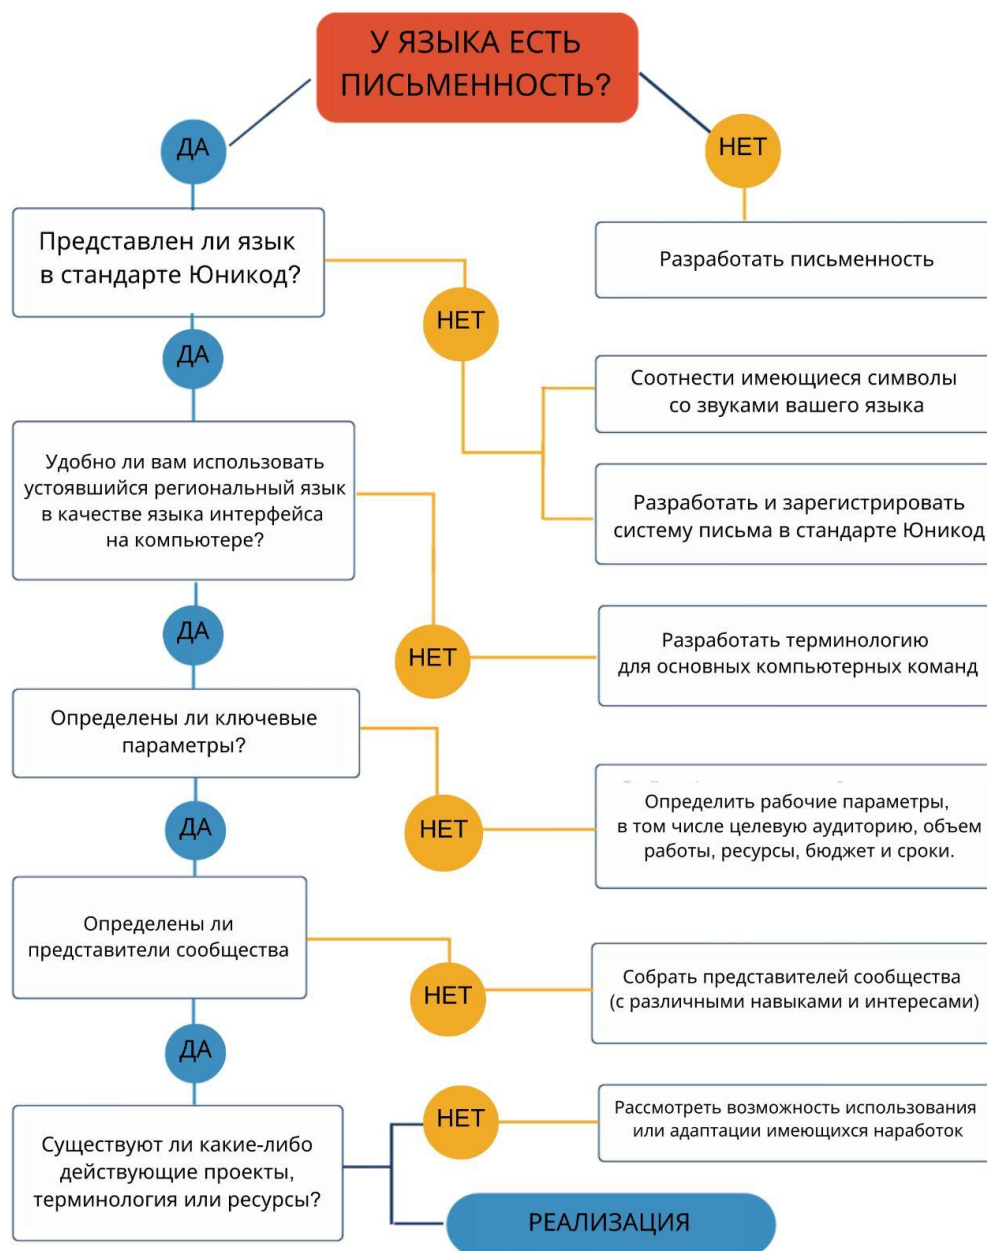 У ЯЗЫКА ЕСТЬ
ПИСЬМЕННОСТЬ?
ДА
НЕТ
Представлен ли язык
в стандарте Юникод?
Разработать письменность
НЕТ
ДА
Соотнести имеющиеся символы
со звуками вашего языка
Удобно ли вам использовать
устоявшийся региональный язык
в качестве языка интерфейса
на компьютере?
Разработать и зарегистрировать
систему письма в стандарте Юникод
ДА
НЕТ
Разработать терминологию
для основных компьютерных команд
Определены ли ключевые
параметры?
ДА
НЕТ
Определить рабочие параметры,
в том числе целевую аудиторию, объем
работы, ресурсы, бюджет и сроки.
Определены ли
представители сообщества
НЕТ
Собрать представителей сообщества
(с различными навыками и интересами)
ДА
Существуют ли какие-либо
действующие проекты,
терминология или ресурсы?
НЕТ
Рассмотреть возможность использования
или адаптации имеющихся наработок
РЕАЛИЗАЦИЯ